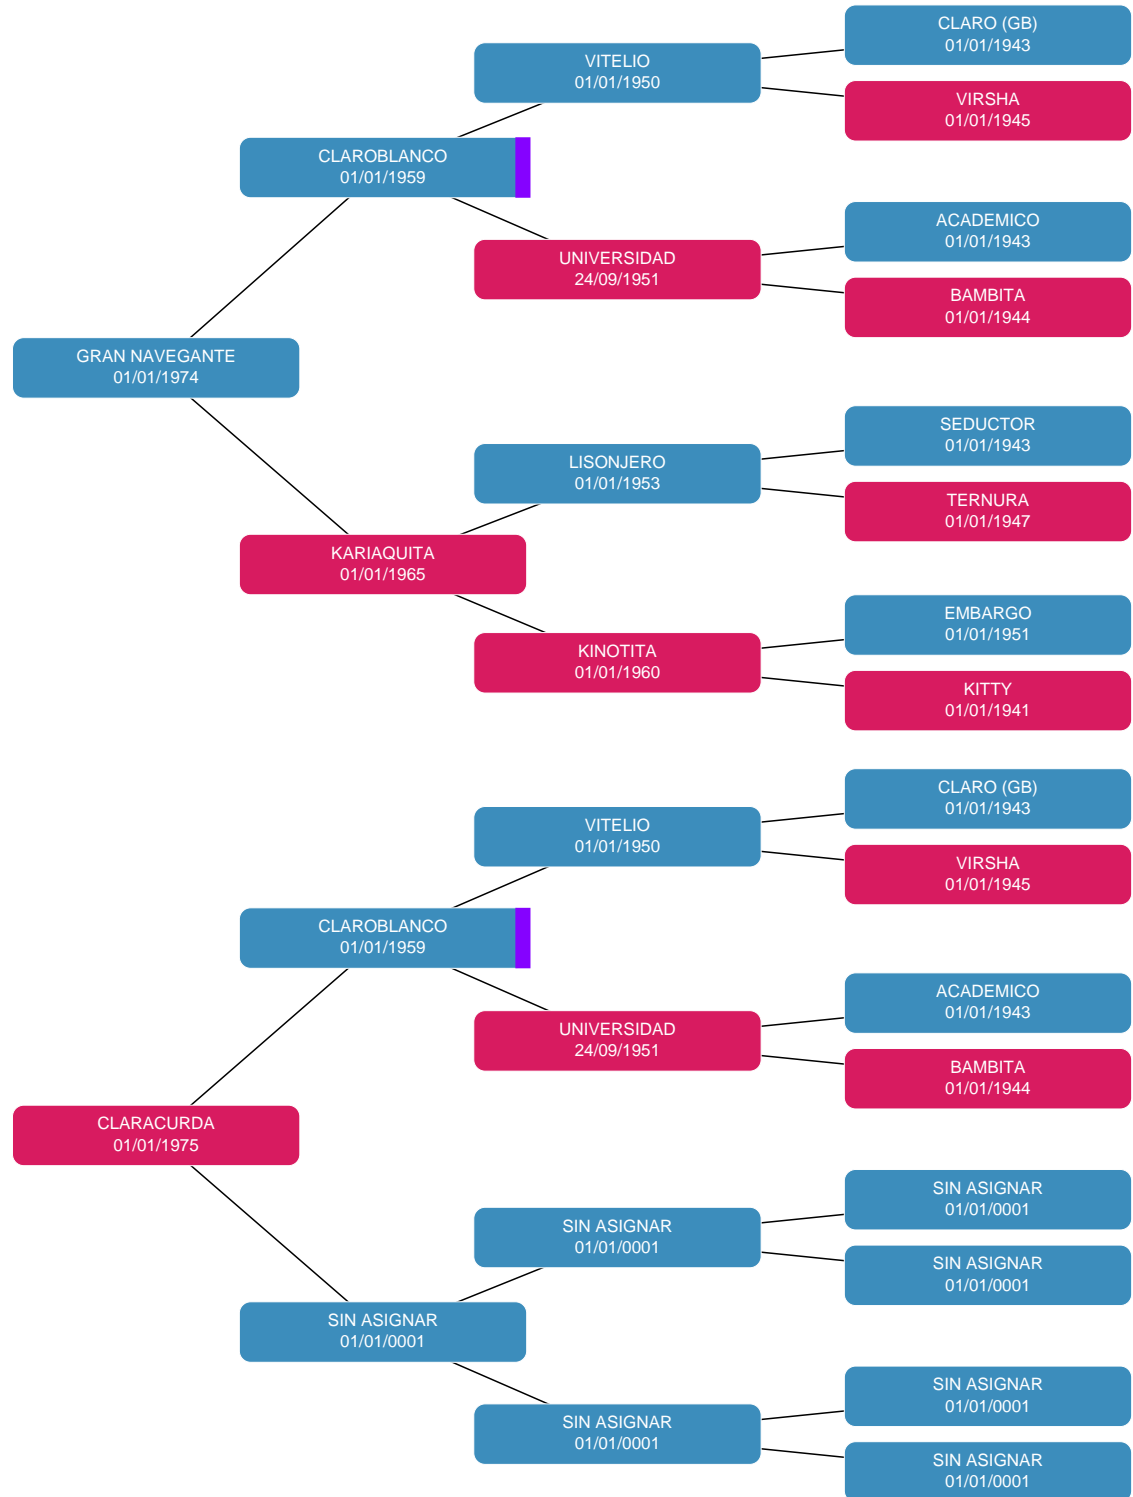 CLARO (GB)
01/01/1943
VITELIO
01/01/1950
VIRSHA
01/01/1945
CLAROBLANCO
01/01/1959
ACADEMICO
01/01/1943
UNIVERSIDAD
24/09/1951
BAMBITA
01/01/1944
GRAN NAVEGANTE
01/01/1974
SEDUCTOR
01/01/1943
LISONJERO
01/01/1953
TERNURA
01/01/1947
KARIAQUITA
01/01/1965
EMBARGO
01/01/1951
KINOTITA
01/01/1960
KITTY
01/01/1941
CLARO (GB)
01/01/1943
VITELIO
01/01/1950
VIRSHA
01/01/1945
CLAROBLANCO
01/01/1959
ACADEMICO
01/01/1943
UNIVERSIDAD
24/09/1951
BAMBITA
01/01/1944
CLARACURDA
01/01/1975
SIN ASIGNAR
01/01/0001
SIN ASIGNAR
01/01/0001
SIN ASIGNAR
01/01/0001
SIN ASIGNAR
01/01/0001
SIN ASIGNAR
01/01/0001
SIN ASIGNAR
01/01/0001
SIN ASIGNAR
01/01/0001